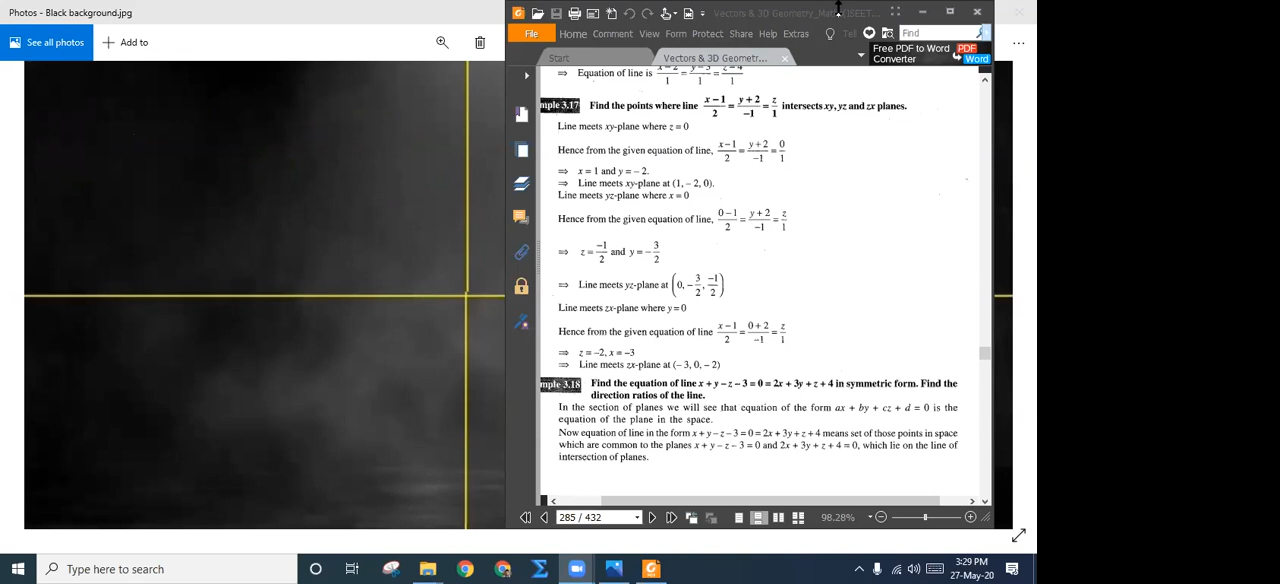 Photos - Black background.jpg
See all photos
Add to
Vectors & 3D Geometry_Math
File
Home
Comment
View
Form
Protect
Share
Help
Extras
Find
Free PDF to Word
Converter
PDF
Word
Start
Vectors & 3D Geometr...
⇒ Equation of line is (x−2)/1 = (y−3)/1 = (z−4)/1
mple 3.17 Find the points where line (x−1)/2 = (y+2)/−1 = z/1 intersects xy, yz and zx planes.
Line meets xy-plane where z = 0
Hence from the given equation of line, (x−1)/2 = (y+2)/−1 = 0/1
⇒ x = 1 and y = − 2.
⇒ Line meets xy-plane at (1, − 2, 0).
Line meets yz-plane where x = 0
Hence from the given equation of line, (0−1)/2 = (y+2)/−1 = z/1
⇒ z = −1/2 and y = − 3/2
⇒ Line meets yz-plane at (0, − 3/2, −1/2)
Line meets zx-plane where y = 0
Hence from the given equation of line (x−1)/2 = (0+2)/−1 = z/1
⇒ z = −2, x = −3
⇒ Line meets zx-plane at (− 3, 0, − 2)
mple 3.18 Find the equation of line x + y − z − 3 = 0 = 2x + 3y + z + 4 in symmetric form. Find the
direction ratios of the line.
In the section of planes we will see that equation of the form ax + by + cz + d = 0 is the
equation of the plane in the space.
Now equation of line in the form x + y − z − 3 = 0 = 2x + 3y + z + 4 means set of those points in space
which are common to the planes x + y − z − 3 = 0 and 2x + 3y + z + 4 = 0, which lie on the line of
intersection of planes.
285 / 432
98.28%
Type here to search
3:29 PM
27-May-20